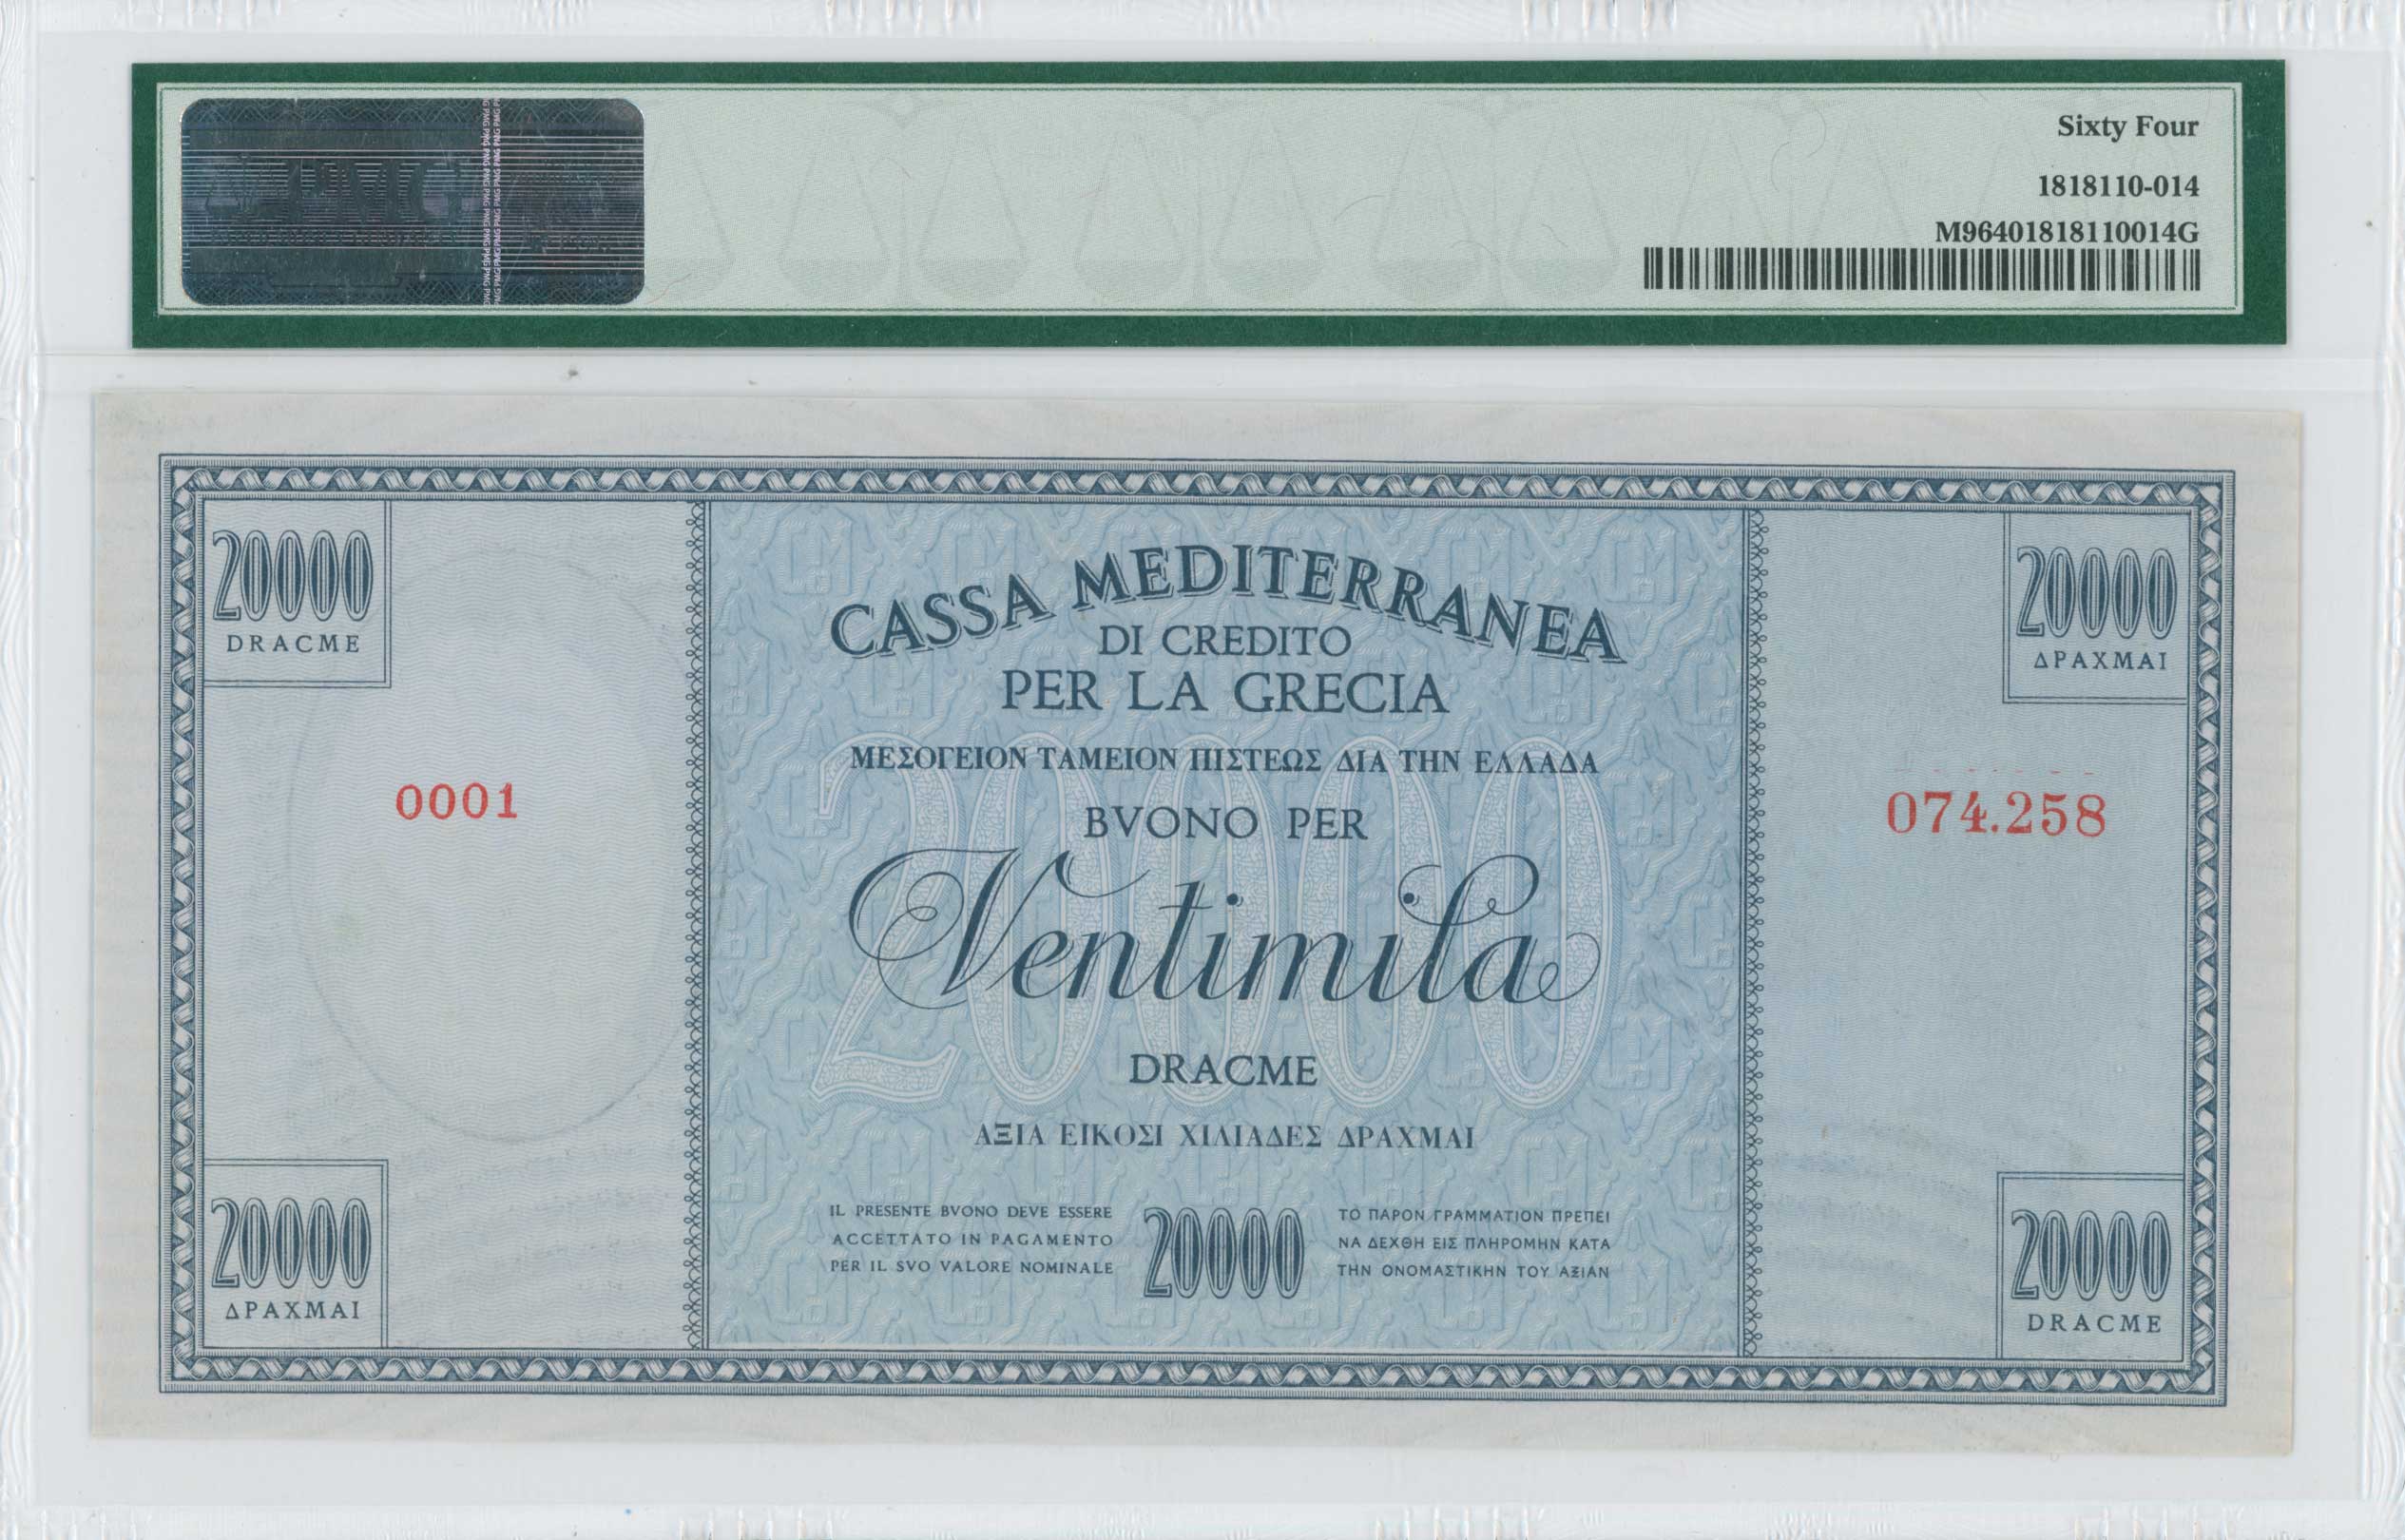 Sixty Four
1818110-014
M96401818110014G
PMG
20000
DRACME
20000
ΔΡΑΧΜΑΙ
CASSA MEDITERRANEA
DI CREDITO
PER LA GRECIA
ΜΕΣΟΓΕΙΟΝ ΤΑΜΕΙΟΝ ΠΙΣΤΕΩΣ ΔΙΑ ΤΗΝ ΕΛΛΑΔΑ
0001
074.258
BVONO PER
20000
Ventimila
DRACME
ΑΞΙΑ ΕΙΚΟΣΙ ΧΙΛΙΑΔΕΣ ΔΡΑΧΜΑΙ
IL PRESENTE BVONO DEVE ESSERE
ACCETTATO IN PAGAMENTO
PER IL SVO VALORE NOMINALE
20000
ΤΟ ΠΑΡΟΝ ΓΡΑΜΜΑΤΙΟΝ ΠΡΕΠΕΙ
ΝΑ ΔΕΧΘΗ ΕΙΣ ΠΛΗΡΟΜΗΝ ΚΑΤΑ
ΤΗΝ ΟΝΟΜΑΣΤΙΚΗΝ ΤΟΥ ΑΞΙΑΝ
20000
ΔΡΑΧΜΑΙ
20000
DRACME